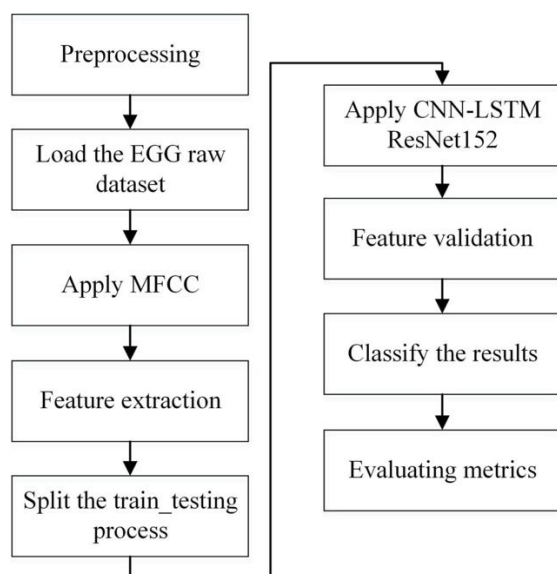 Preprocessing
Load the EGG raw
dataset
Apply MFCC
Feature extraction
Split the train_testing
process
Apply CNN-LSTM
ResNet152
Feature validation
Classify the results
Evaluating metrics